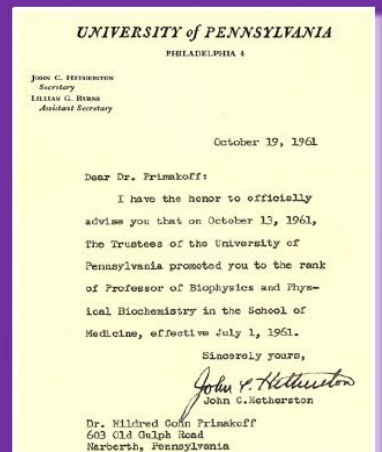 UNIVERSITY of PENNSYLVANIA
PHILADELPHIA 4
JOHN C. HETHERSTON
Secretary
LILLIAN G. BURNS
Assistant Secretary
October 19, 1961
Dear Dr. Primakoff:
I have the honor to officially
advise you that on October 13, 1961,
The Trustees of the University of
Pennsylvania promoted you to the rank
of Professor of Biophysics and Phys-
ical Biochemistry in the School of
Medicine, effective July 1, 1961.
Sincerely yours,
John C. Hetherston
John C.Hetherston
Dr. Mildred Cohn Primakoff
603 Old Gulph Road
Narberth, Pennsylvania